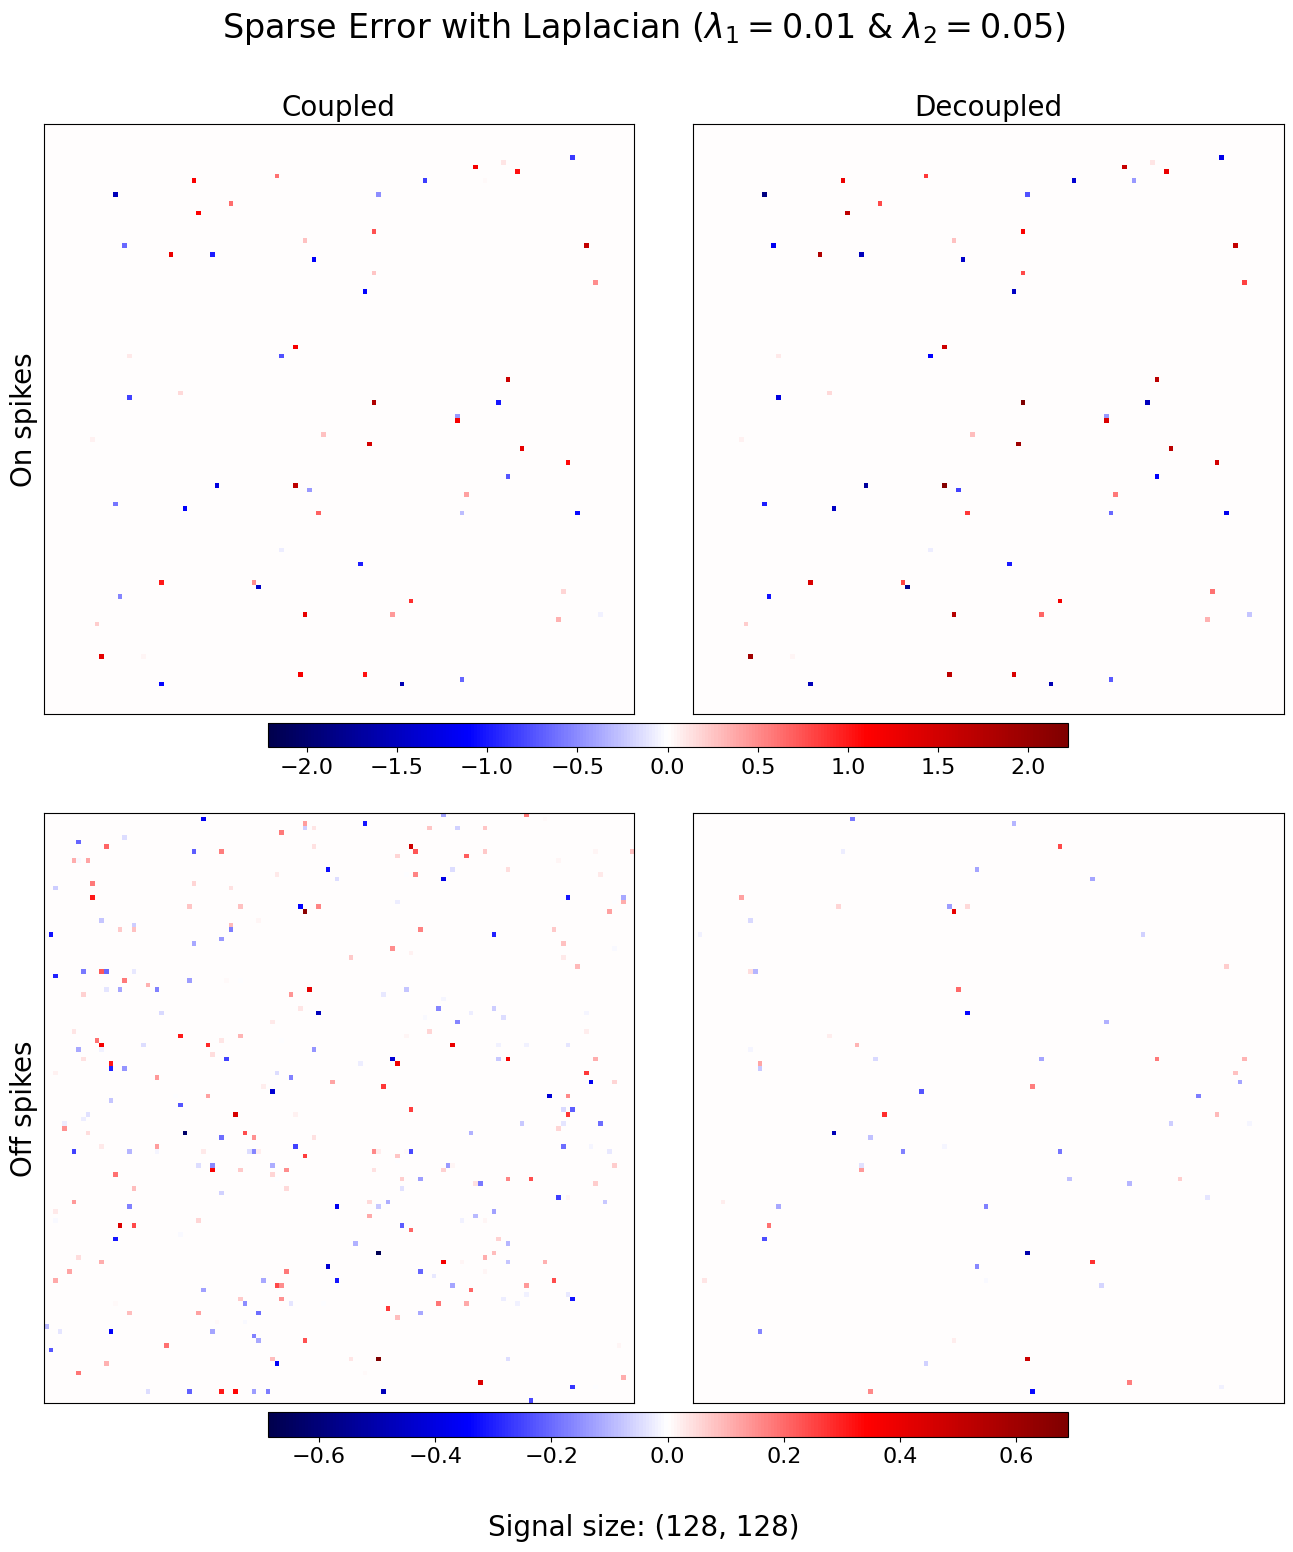 Sparse Error with Laplacian (λ₁ = 0.01 & λ₂ = 0.05)
Coupled
Decoupled
On spikes
−2.0 −1.5 −1.0 −0.5 0.0 0.5 1.0 1.5 2.0
Off spikes
−0.6 −0.4 −0.2 0.0 0.2 0.4 0.6
Signal size: (128, 128)